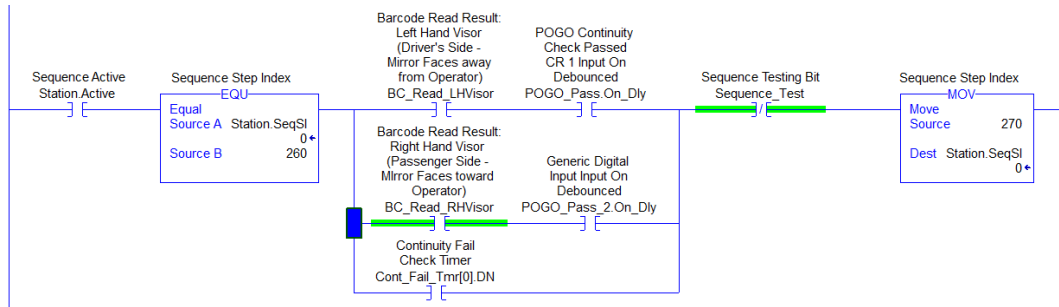 Sequence Active
Station.Active
Sequence Step Index
EQU
Equal
Source A Station.SeqSI
0
Source B 260
Barcode Read Result:
Left Hand Visor
(Driver's Side -
Mirror Faces away
from Operator)
BC_Read_LHVisor
POGO Continuity
Check Passed
CR 1 Input On
Debounced
POGO_Pass.On_Dly
Barcode Read Result:
Right Hand Visor
(Passenger Side -
MIrror Faces toward
Operator)
BC_Read_RHVisor
Generic Digital
Input Input On
Debounced
POGO_Pass_2.On_Dly
Continuity Fail
Check Timer
Cont_Fail_Tmr[0].DN
Sequence Testing Bit
Sequence_Test
Sequence Step Index
MOV
Move
Source 270
Dest Station.SeqSI
0